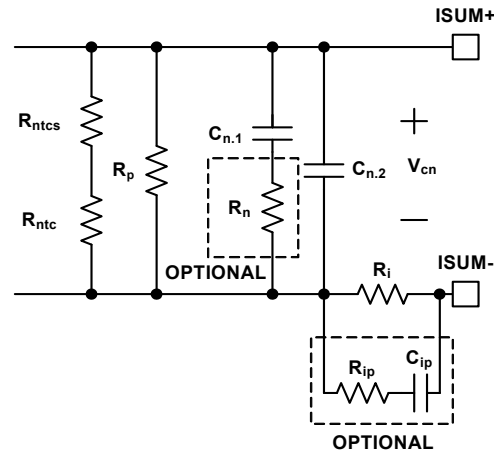 ISUM+
Rntcs
Cn.1
+
Rp
Cn.2
Vcn
Rntc
Rn
−
OPTIONAL
Ri
ISUM-
Rip
Cip
OPTIONAL